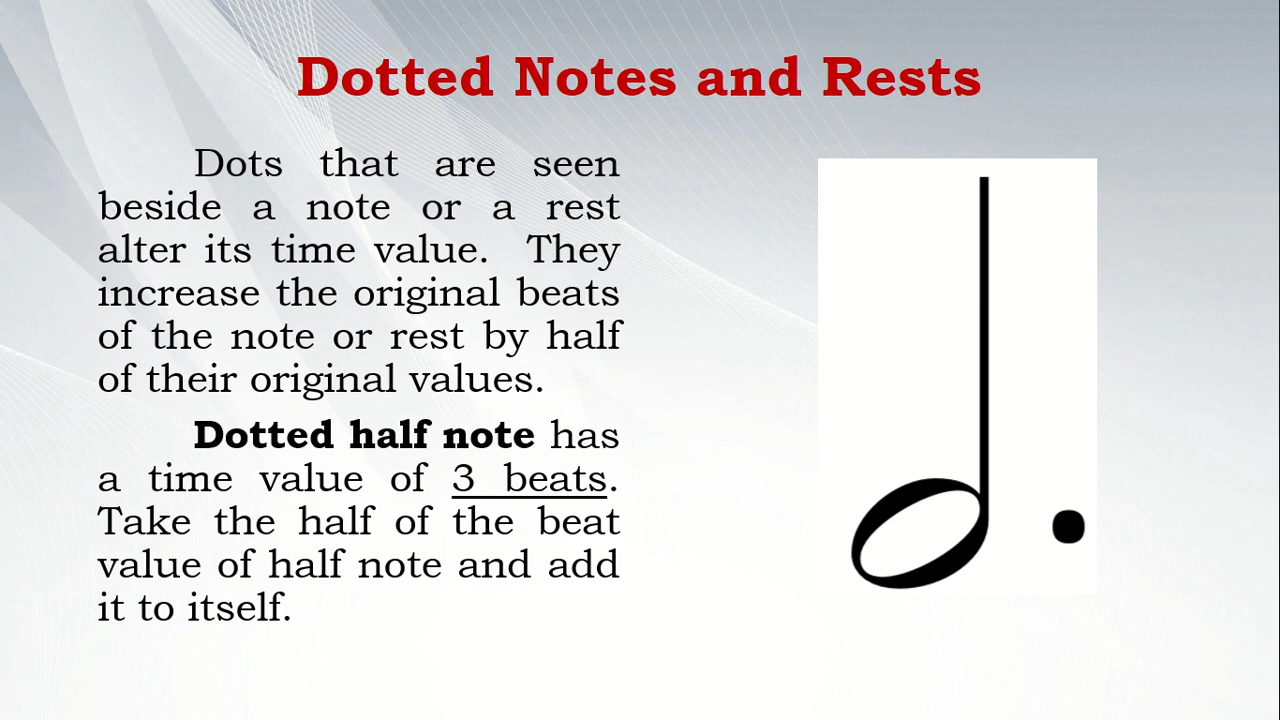 Dotted Notes and Rests
Dots that are seen
beside a note or a rest
alter its time value. They
increase the original beats
of the note or rest by half
of their original values.
Dotted half note has
a time value of 3 beats.
Take the half of the beat
value of half note and add
it to itself.